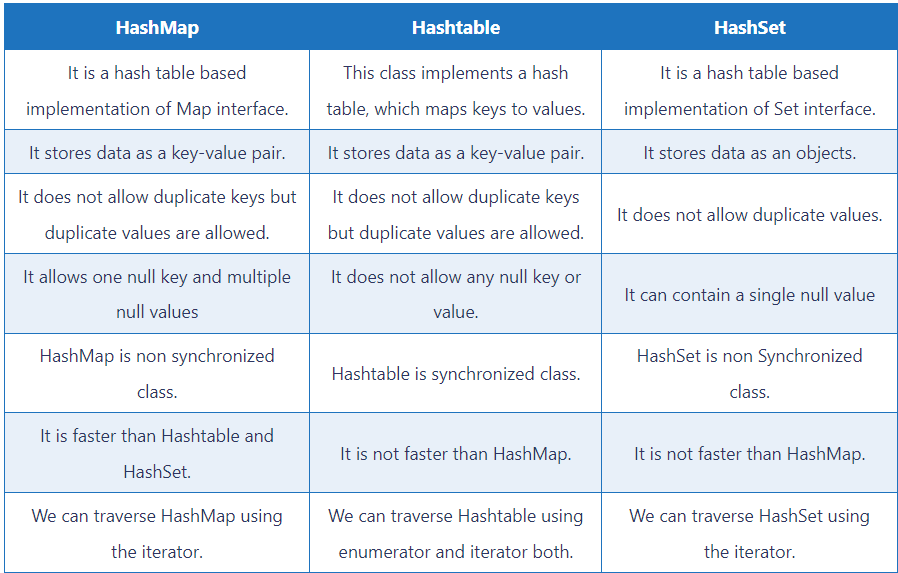 HashMap
Hashtable
HashSet
It is a hash table based
implementation of Map interface.
This class implements a hash
table, which maps keys to values.
It is a hash table based
implementation of Set interface.
It stores data as a key-value pair.
It stores data as a key-value pair.
It stores data as an objects.
It does not allow duplicate keys but
duplicate values are allowed.
It does not allow duplicate keys
but duplicate values are allowed.
It does not allow duplicate values.
It allows one null key and multiple
null values
It does not allow any null key or
value.
It can contain a single null value
HashMap is non synchronized
class.
Hashtable is synchronized class.
HashSet is non Synchronized
class.
It is faster than Hashtable and
HashSet.
It is not faster than HashMap.
It is not faster than HashMap.
We can traverse HashMap using
the iterator.
We can traverse Hashtable using
enumerator and iterator both.
We can traverse HashSet using
the iterator.